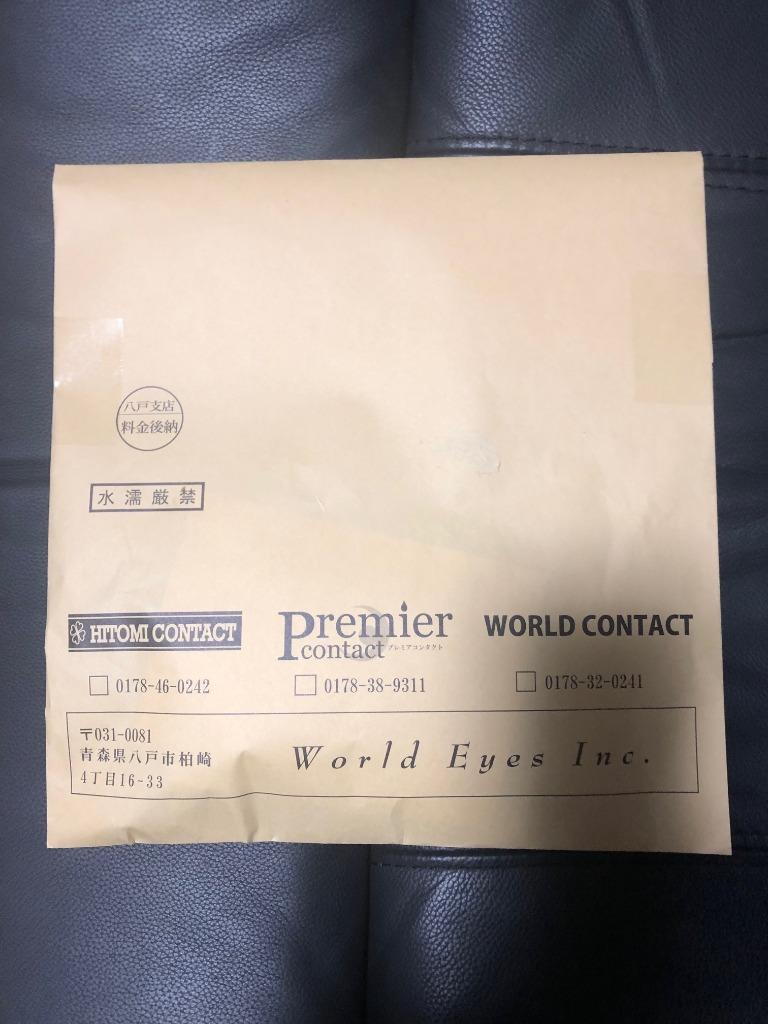 八戸支店
料金後納
水濡厳禁
HITOMI CONTACT
Premier
contact プレミアコンタクト
WORLD CONTACT
0178-46-0242
0178-38-9311
0178-32-0241
〒031-0081
青森県八戸市柏崎
4丁目16-33
World Eyes Inc.